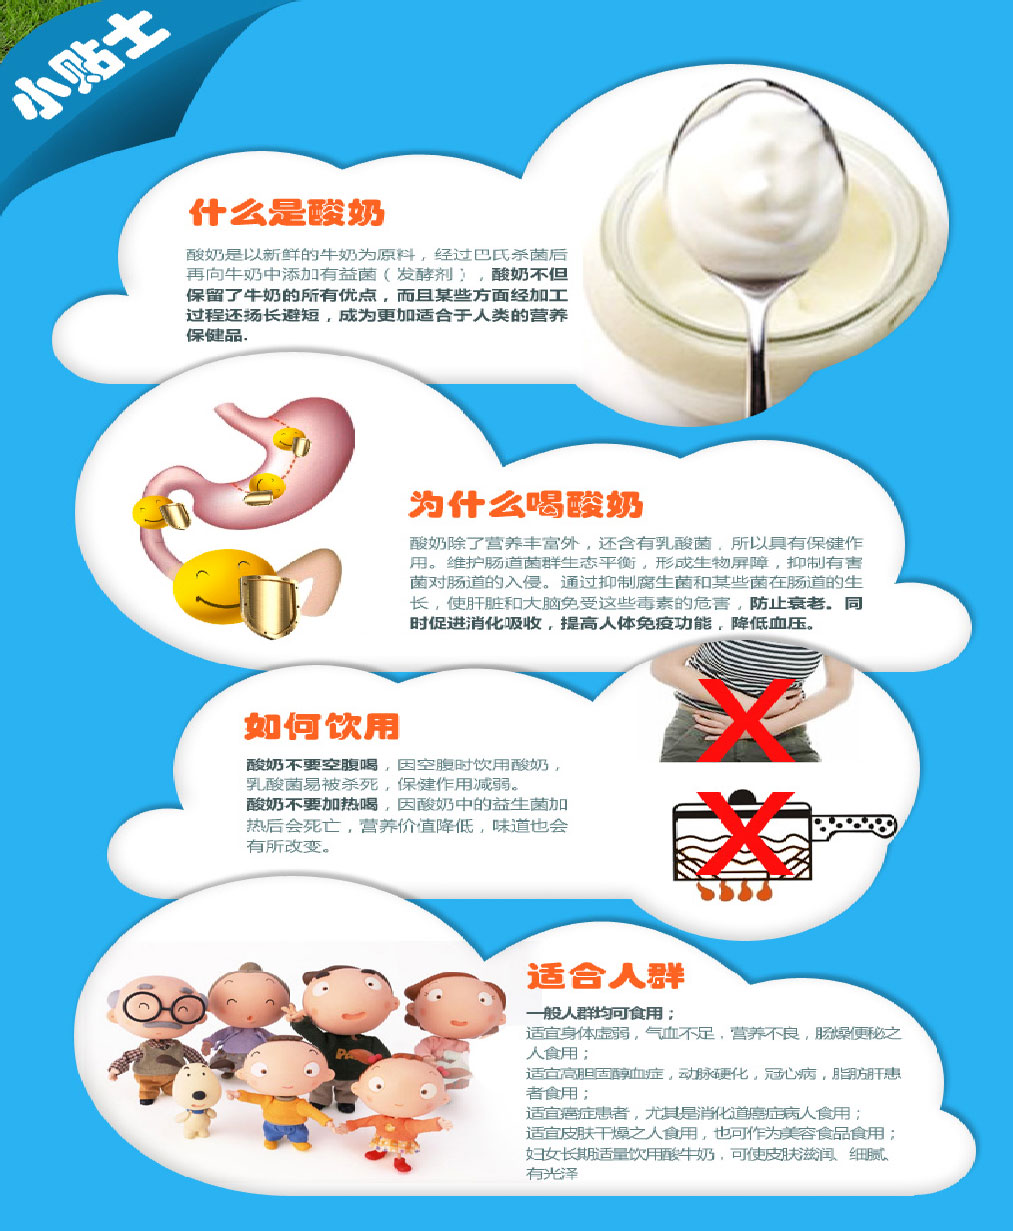 小贴士
什么是酸奶
酸奶是以新鲜的牛奶为原料，经过巴氏杀菌后
再向牛奶中添加有益菌（发酵剂），酸奶不但
保留了牛奶的所有优点，而且某些方面经加工
过程还扬长避短，成为更加适合于人类的营养
保健品.
为什么喝酸奶
酸奶除了营养丰富外，还含有乳酸菌，所以具有保健作
用。维护肠道菌群生态平衡，形成生物屏障，抑制有害
菌对肠道的入侵。通过抑制腐生菌和某些菌在肠道的生
长，使肝脏和大脑免受这些毒素的危害，防止衰老。同
时促进消化吸收，提高人体免疫功能，降低血压。
如何饮用
酸奶不要空腹喝，因空腹时饮用酸奶，
乳酸菌易被杀死，保健作用减弱。
酸奶不要加热喝，因酸奶中的益生菌加
热后会死亡，营养价值降低，味道也会
有所改变。
适合人群
一般人群均可食用；
适宜身体虚弱，气血不足，营养不良，肠燥便秘之
人食用；
适宜高胆固醇血症，动脉硬化，冠心病，脂肪肝患
者食用；
适宜癌症患者，尤其是消化道癌症病人食用；
适宜皮肤干燥之人食用，也可作为美容食品食用；
妇女长期适量饮用酸牛奶，可使皮肤滋润、细腻、
有光泽